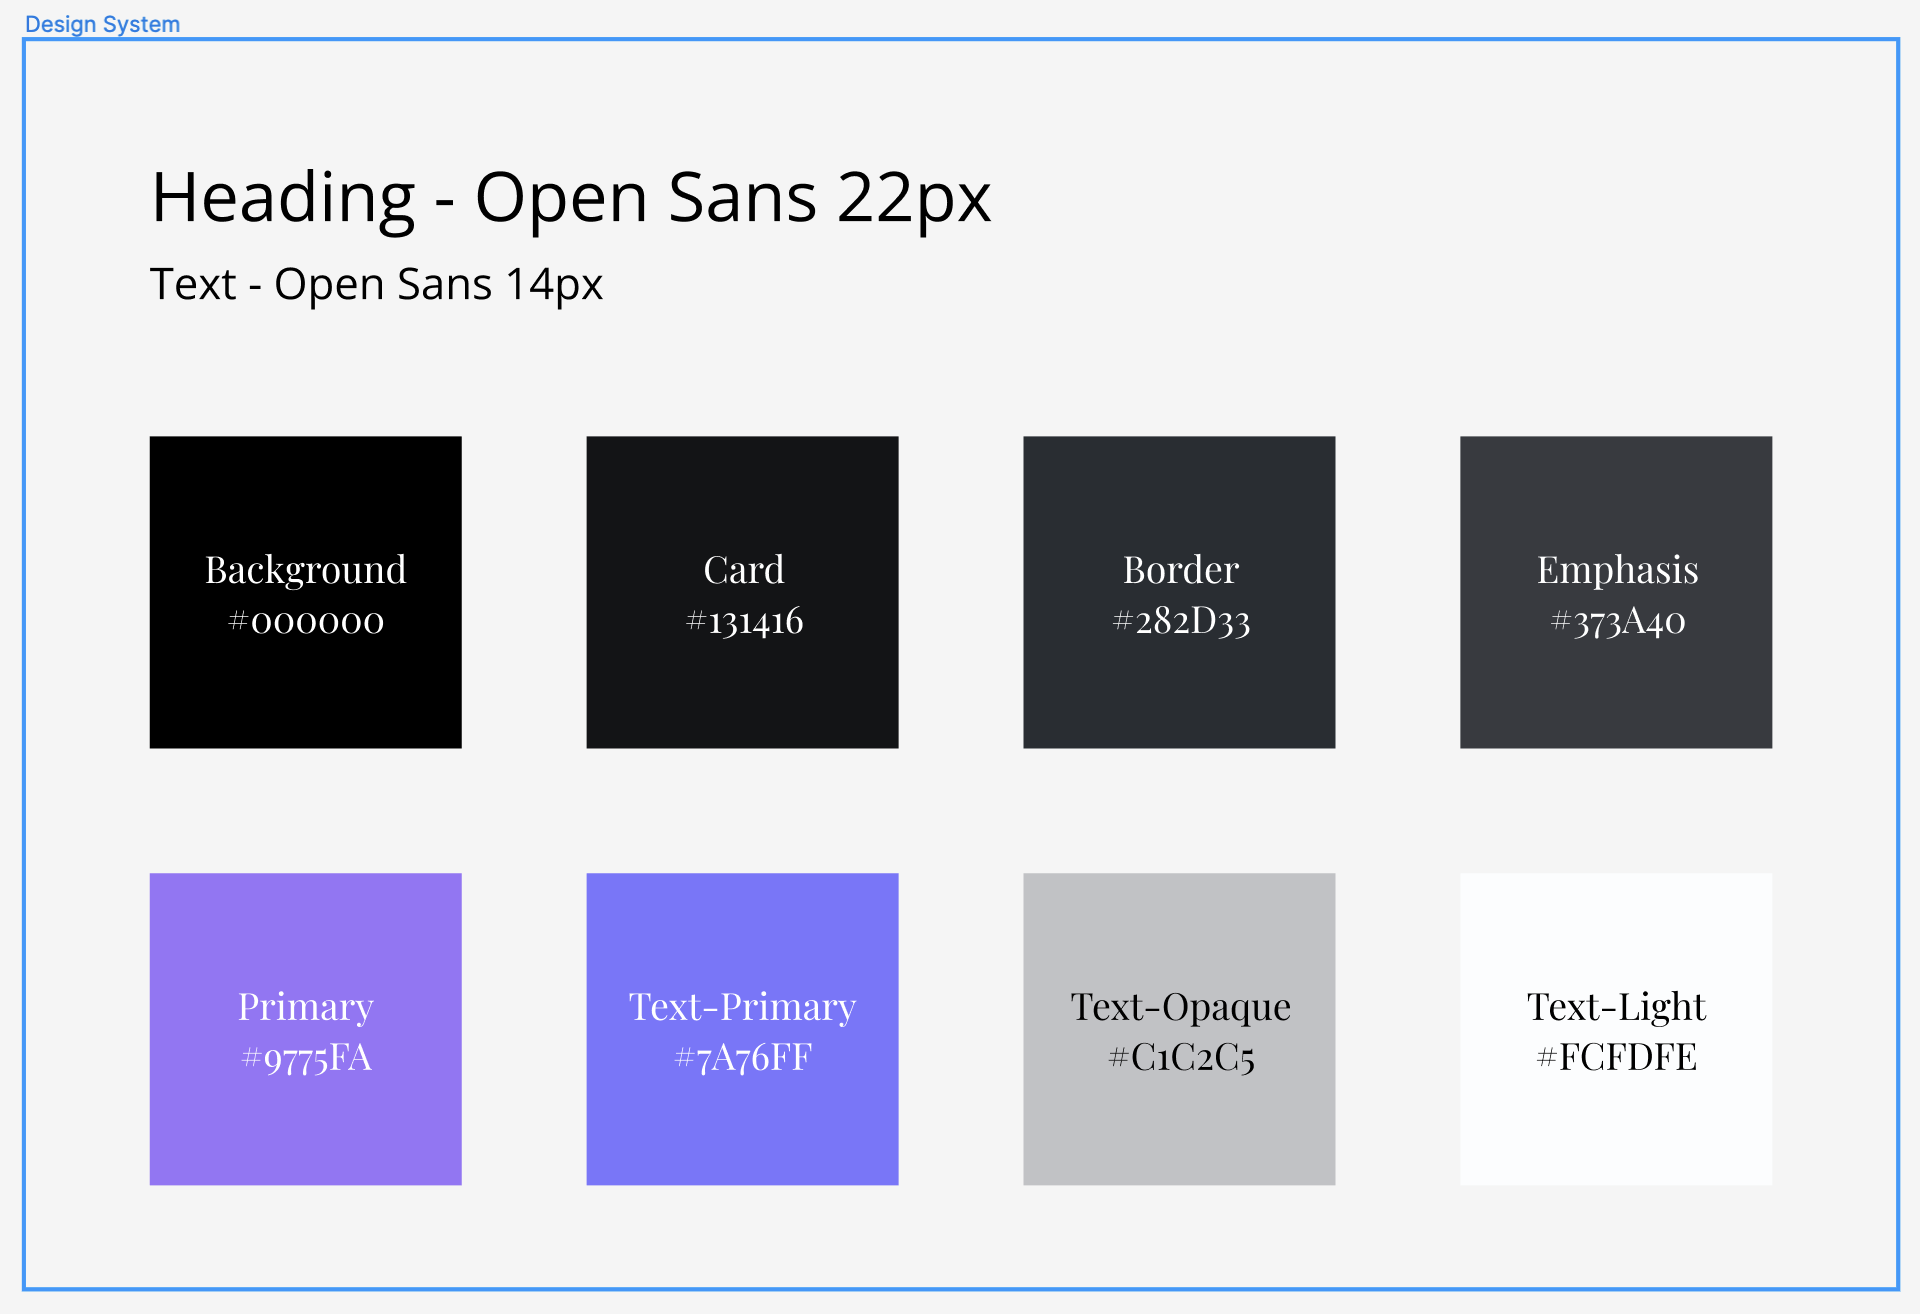 Design System
Heading - Open Sans 22px
Text - Open Sans 14px
Background
#000000
Card
#131416
Border
#282D33
Emphasis
#373A40
Primary
#9775FA
Text-Primary
#7A76FF
Text-Opaque
#C1C2C5
Text-Light
#FCFDFE